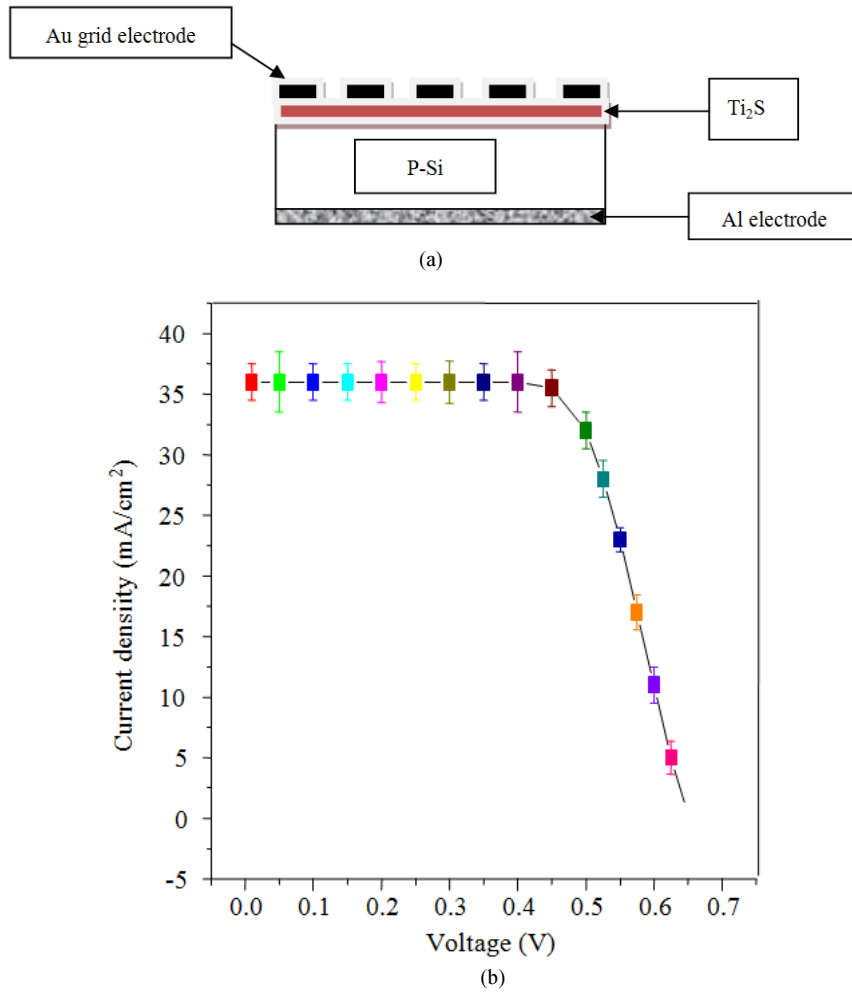 Au grid electrode
Ti₂S
P-Si
Al electrode
(a)
Current densiity (mA/cm²)
40
35
30
25
20
15
10
5
0
-5
0.0 0.1 0.2 0.3 0.4 0.5 0.6 0.7
Voltage (V)
(b)